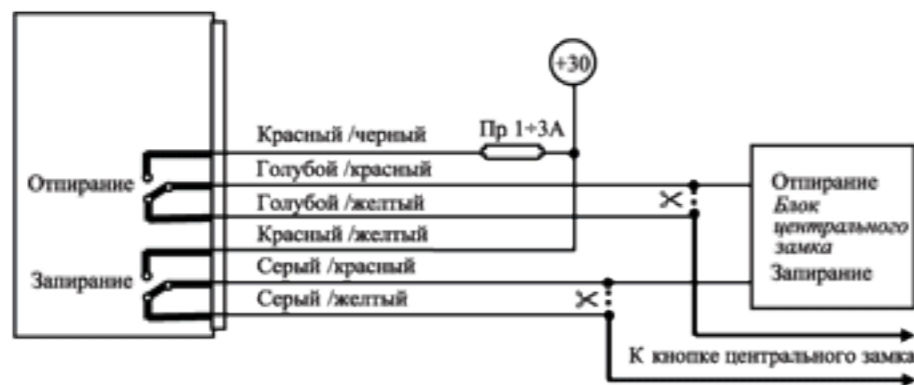 +30
Красный /черный
Пр 1÷3А
Голубой /красный
Отпирание
Голубой /желтый
Красный /желтый
Серый /красный
Запирание
Серый /желтый
Отпирание
Блок
центрального
замка
Запирание
К кнопке центрального замка